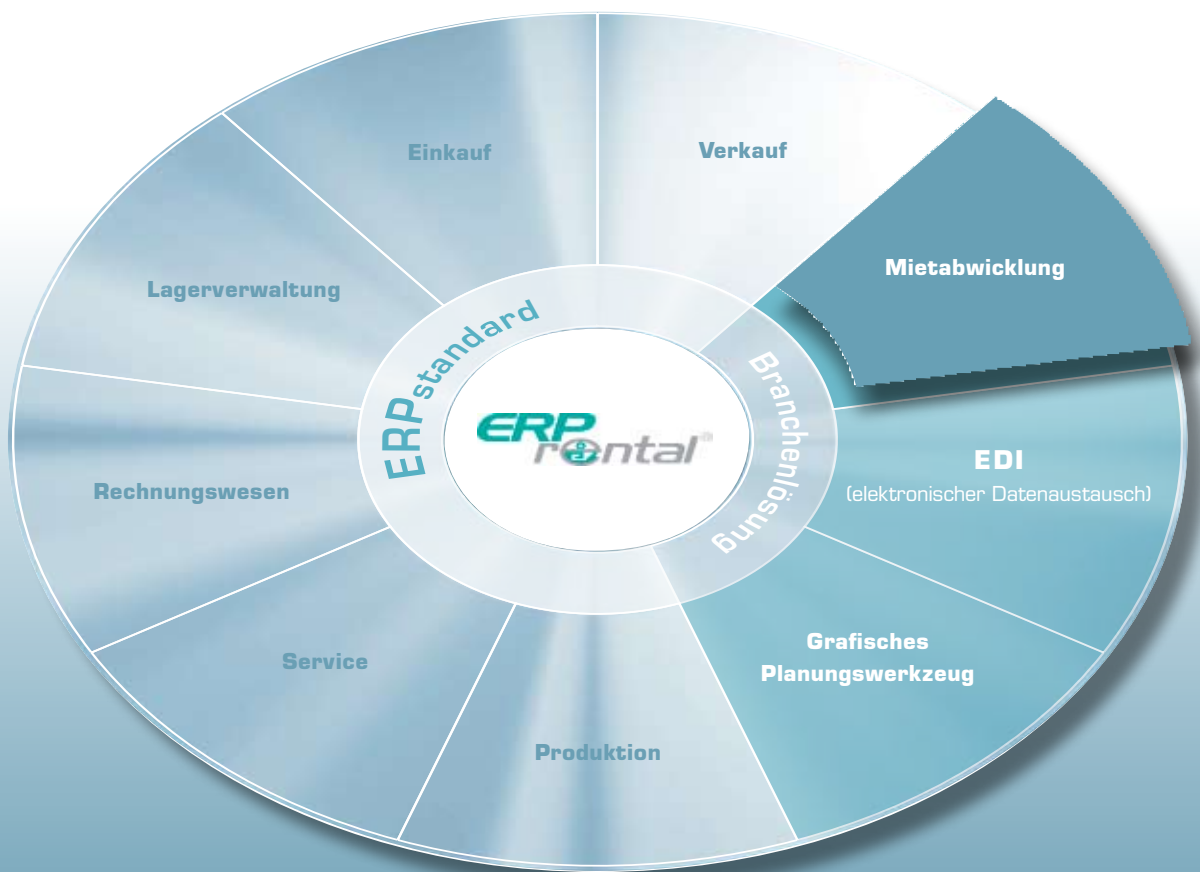 Einkauf
Verkauf
Mietabwicklung
Lagerverwaltung
ERPstandard
Branchenlösung
ERP
rental®
EDI
(elektronischer Datenaustausch)
Rechnungswesen
Grafisches
Planungswerkzeug
Service
Produktion